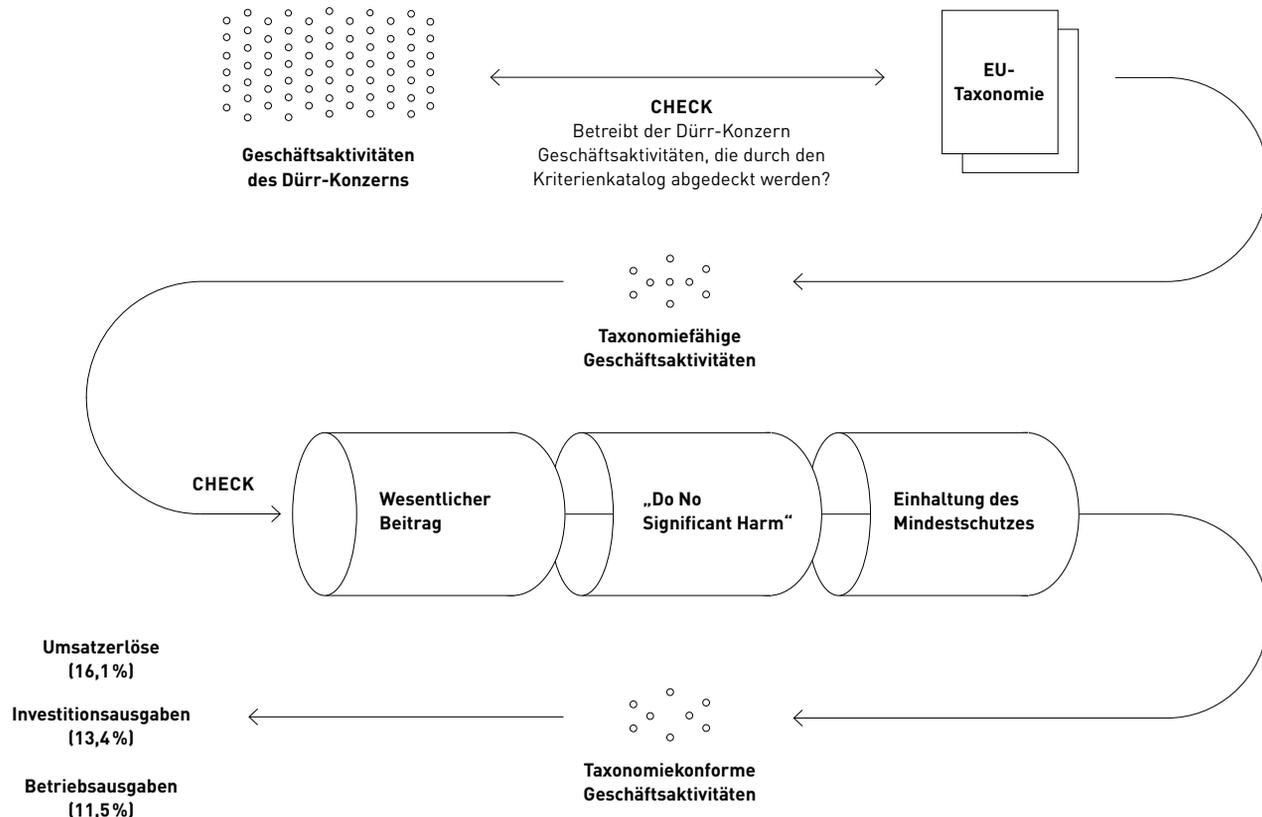 Geschäftsaktivitäten
des Dürr-Konzerns
CHECK
Betreibt der Dürr-Konzern
Geschäftsaktivitäten, die durch den
Kriterienkatalog abgedeckt werden?
EU-
Taxonomie
Taxonomiefähige
Geschäftsaktivitäten
CHECK
Wesentlicher
Beitrag
„Do No
Significant Harm“
Einhaltung des
Mindestschutzes
Umsatzerlöse
(16,1 %)
Investitionsausgaben
(13,4 %)
Betriebsausgaben
(11,5 %)
Taxonomiekonforme
Geschäftsaktivitäten